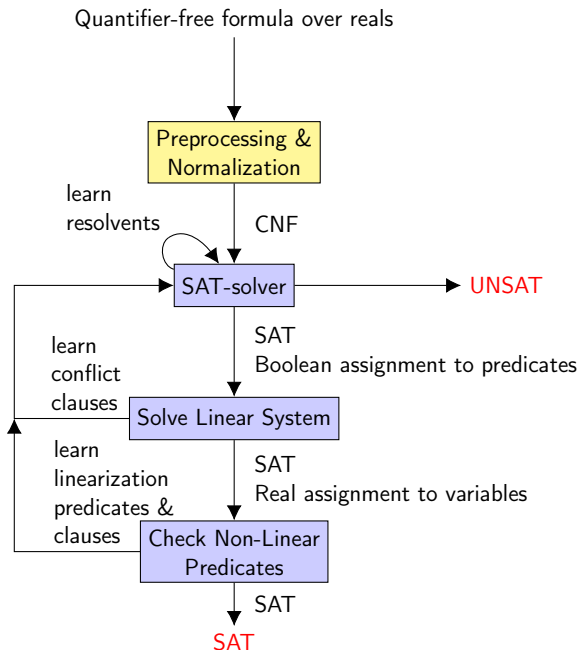 Quantifier-free formula over reals
Preprocessing &
Normalization
learn
resolvents
CNF
SAT-solver
UNSAT
SAT
Boolean assignment to predicates
learn
conflict
clauses
Solve Linear System
learn
linearization
predicates &
clauses
SAT
Real assignment to variables
Check Non-Linear
Predicates
SAT
SAT